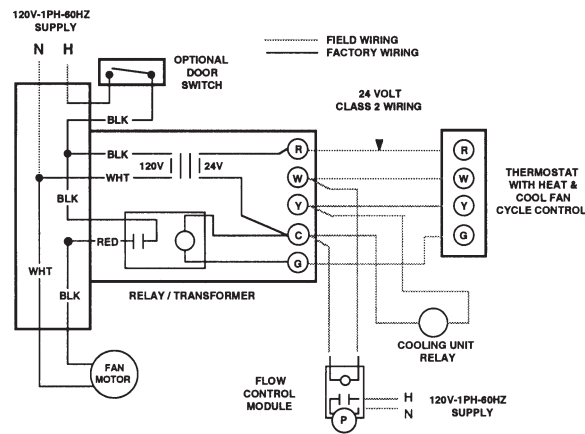 120V-1PH-60HZ
SUPPLY
N H
OPTIONAL
DOOR
SWITCH
FIELD WIRING
FACTORY WIRING
24 VOLT
CLASS 2 WIRING
BLK
BLK
120V
24V
WHT
BLK
RED
WHT
BLK
R
W
Y
C
G
R
W
Y
G
THERMOSTAT
WITH HEAT &
COOL FAN
CYCLE CONTROL
RELAY / TRANSFORMER
COOLING UNIT
RELAY
FAN
MOTOR
FLOW
CONTROL
MODULE
P
H
N
120V-1PH-60HZ
SUPPLY